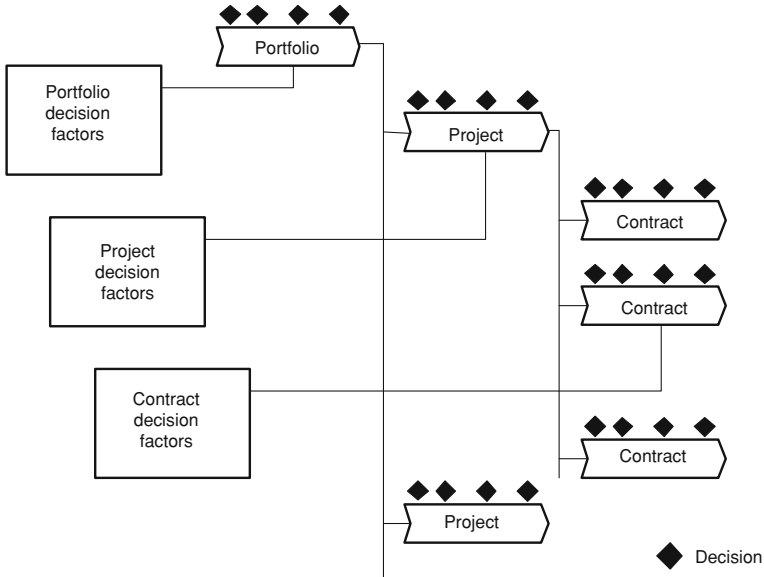 Portfolio
Portfolio
decision
factors
Project
Contract
Project
decision
factors
Contract
Contract
decision
factors
Contract
Project
Decision